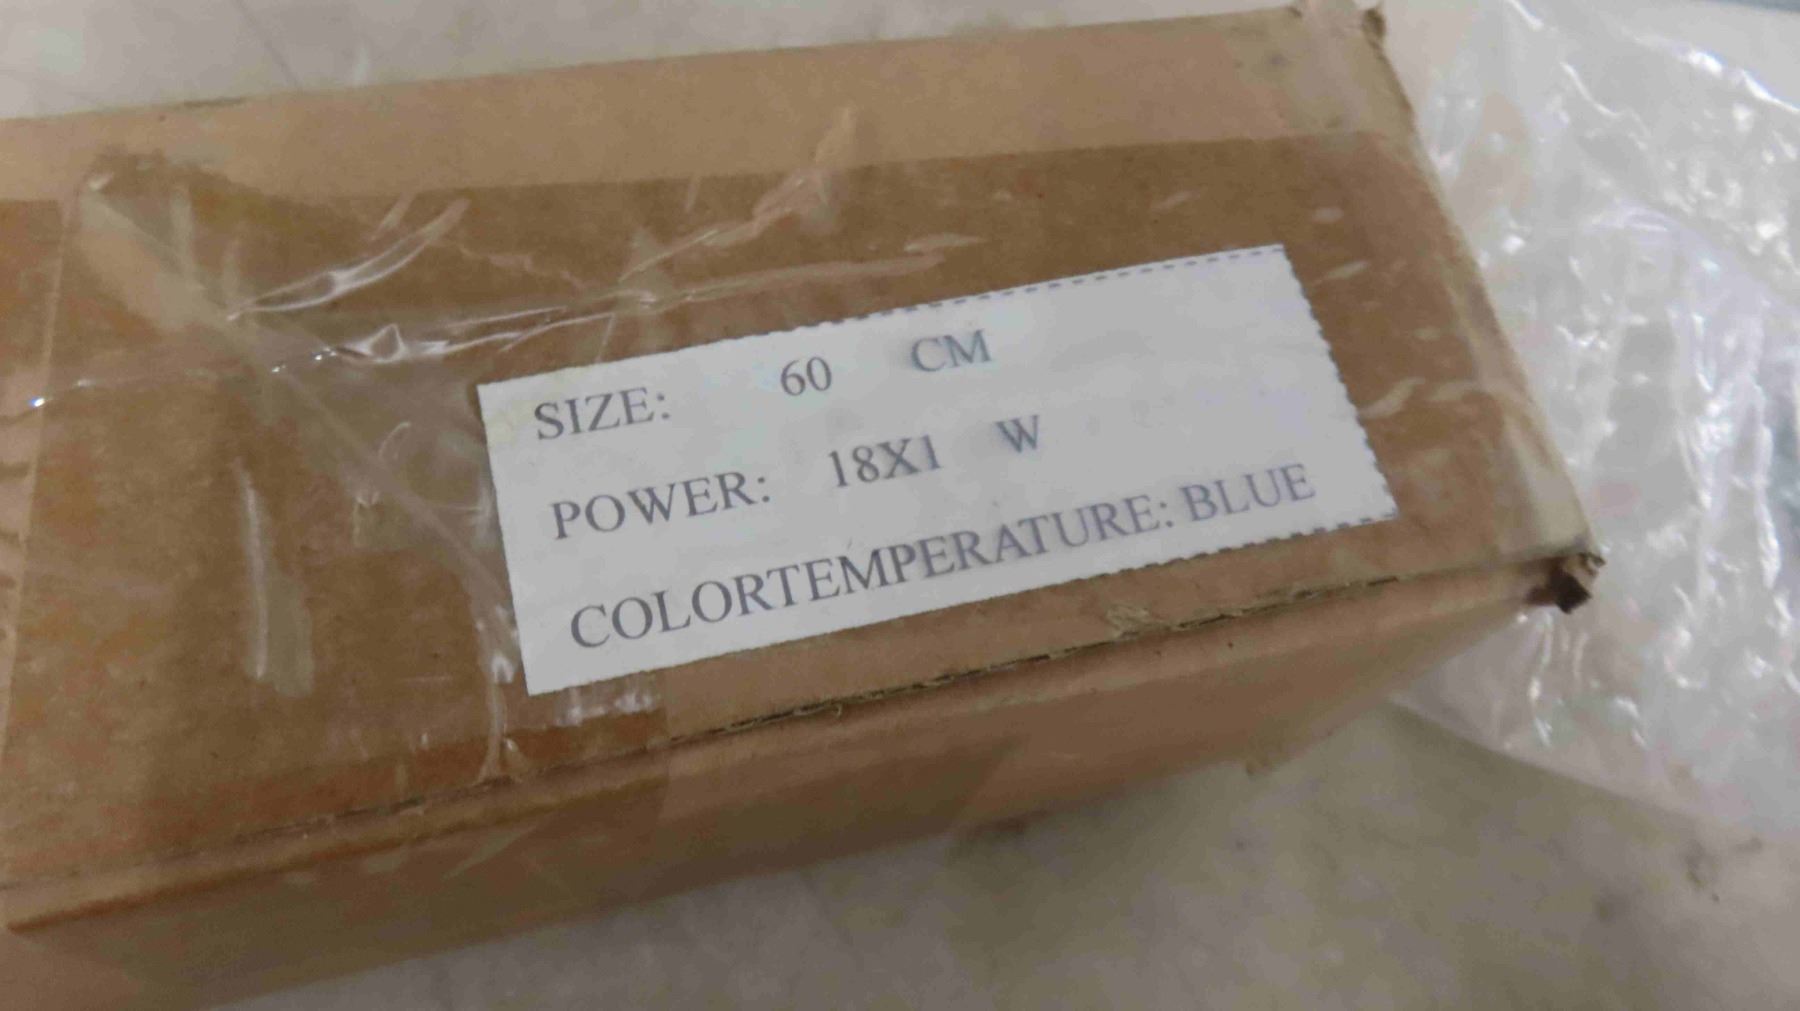 SIZE: 60 CM
POWER: 18X1 W
COLORTEMPERATURE: BLUE